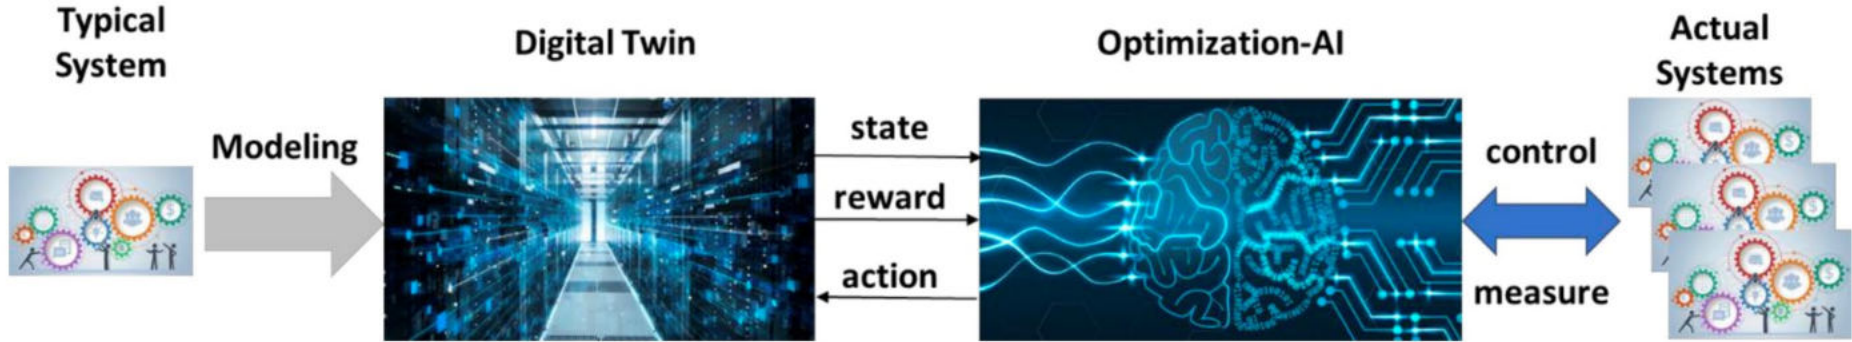 Typical
System
Modeling
Digital Twin
state
reward
action
Optimization-AI
control
measure
Actual
Systems